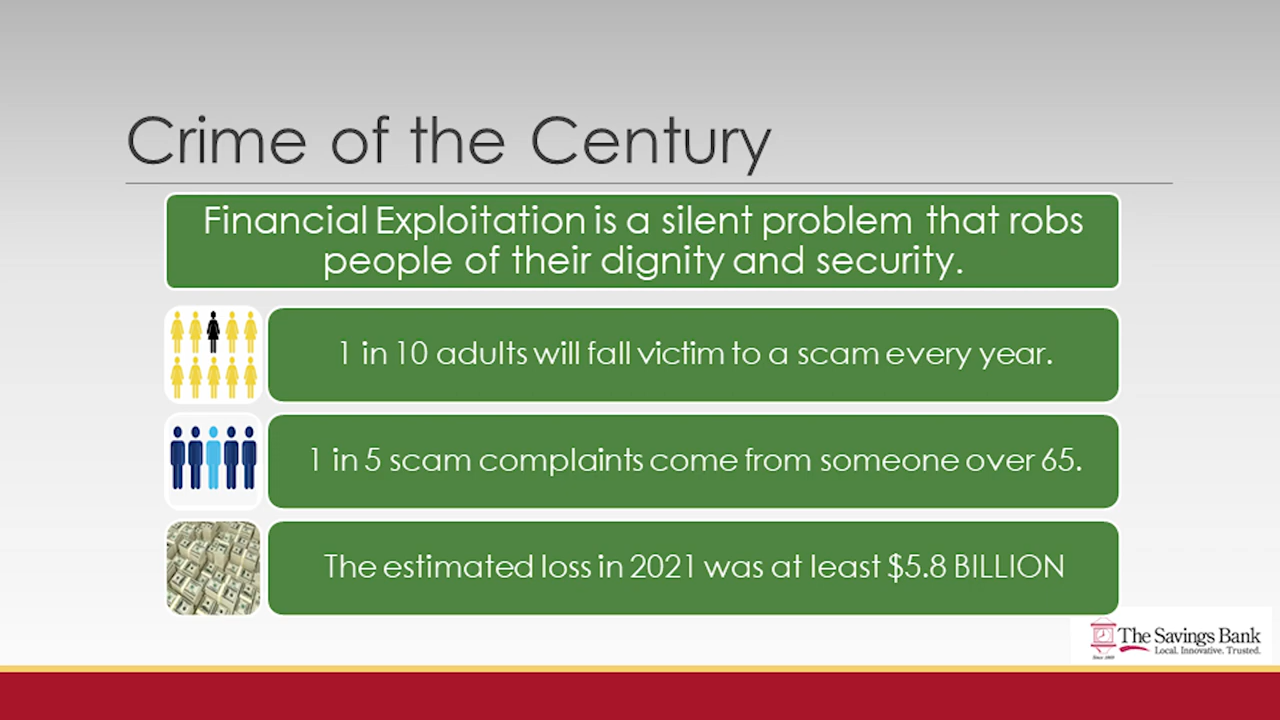 Crime of the Century
Financial Exploitation is a silent problem that robs
people of their dignity and security.
1 in 10 adults will fall victim to a scam every year.
1 in 5 scam complaints come from someone over 65.
The estimated loss in 2021 was at least $5.8 BILLION
The Savings Bank
Local. Innovative. Trusted.